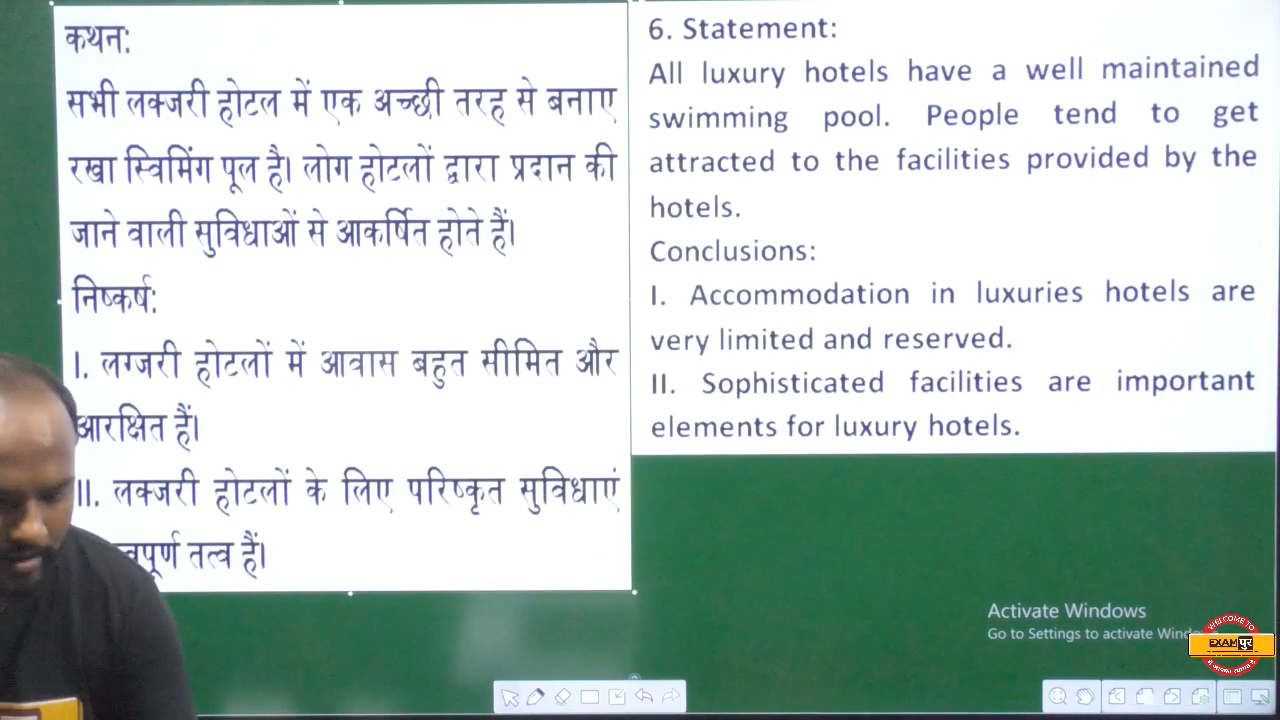 कथन:
सभी लक्जरी होटल में एक अच्छी तरह से बनाए
रखा स्विमिंग पूल है। लोग होटलों द्वारा प्रदान की
जाने वाली सुविधाओं से आकर्षित होते हैं।
निष्कर्ष:
I. लग्जरी होटलों में आवास बहुत सीमित और
आरक्षित हैं।
II. लक्जरी होटलों के लिए परिष्कृत सुविधाएं
तत्व हैं।
6. Statement:
All luxury hotels have a well maintained
swimming pool. People tend to get
attracted to the facilities provided by the
hotels.
Conclusions:
I. Accommodation in luxuries hotels are
very limited and reserved.
II. Sophisticated facilities are important
elements for luxury hotels.
Activate Windows
Go to Settings to activate
WELCOME TO
EXAM पुर